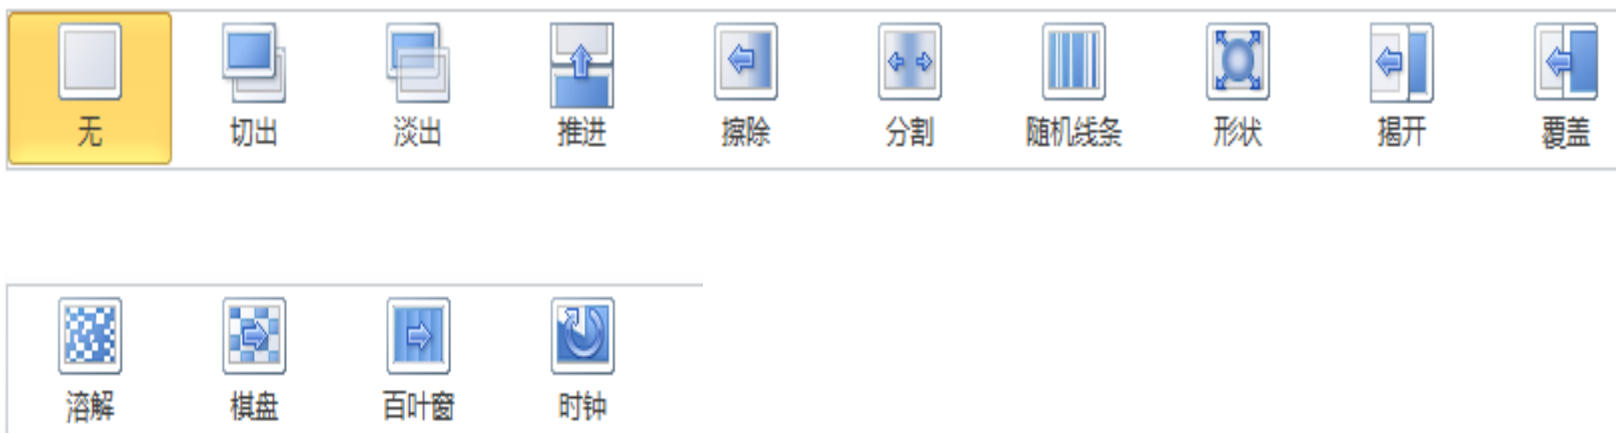 无 切出 淡出 推进 擦除 分割 随机线条 形状 揭开 覆盖
溶解 棋盘 百叶窗 时钟